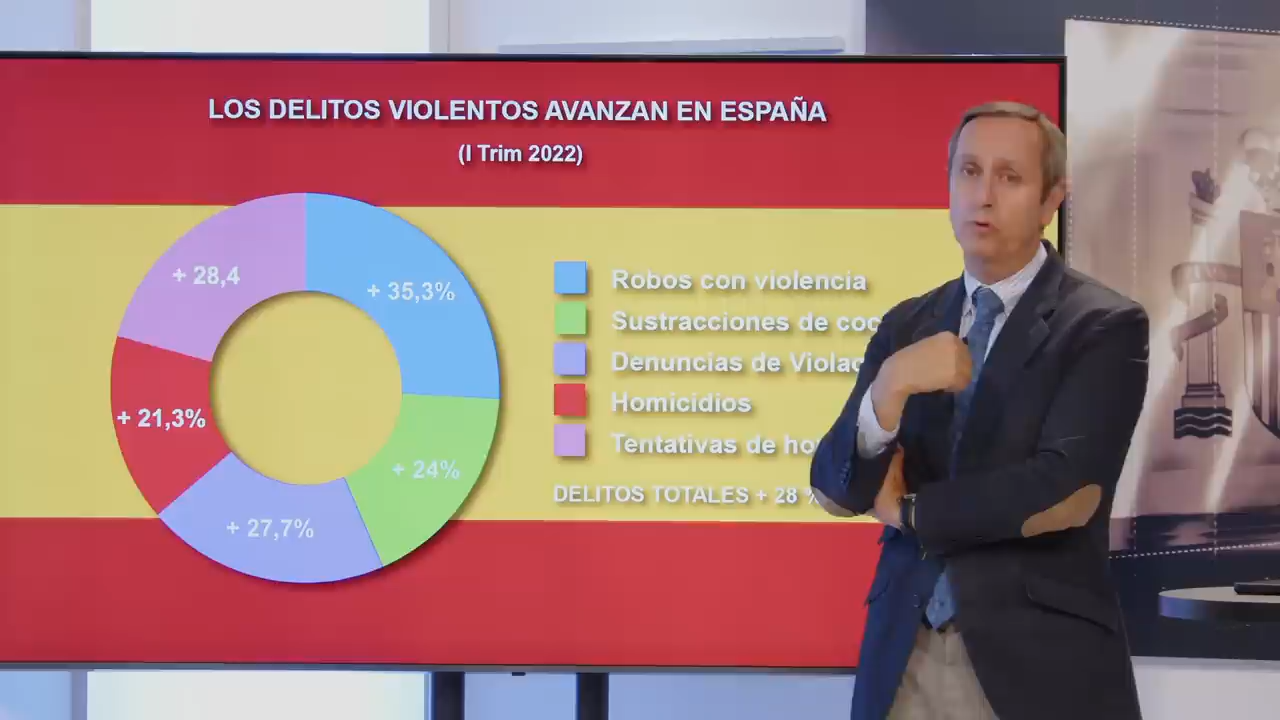 LOS DELITOS VIOLENTOS AVANZAN EN ESPAÑA
(I Trim 2022)
+ 28,4
+ 35,3%
+ 21,3%
+ 24%
+ 27,7%
Robos con violencia
Sustracciones de
Denuncias de
Homicidios
Tentativas de
DELITOS TOTALES + 28 %